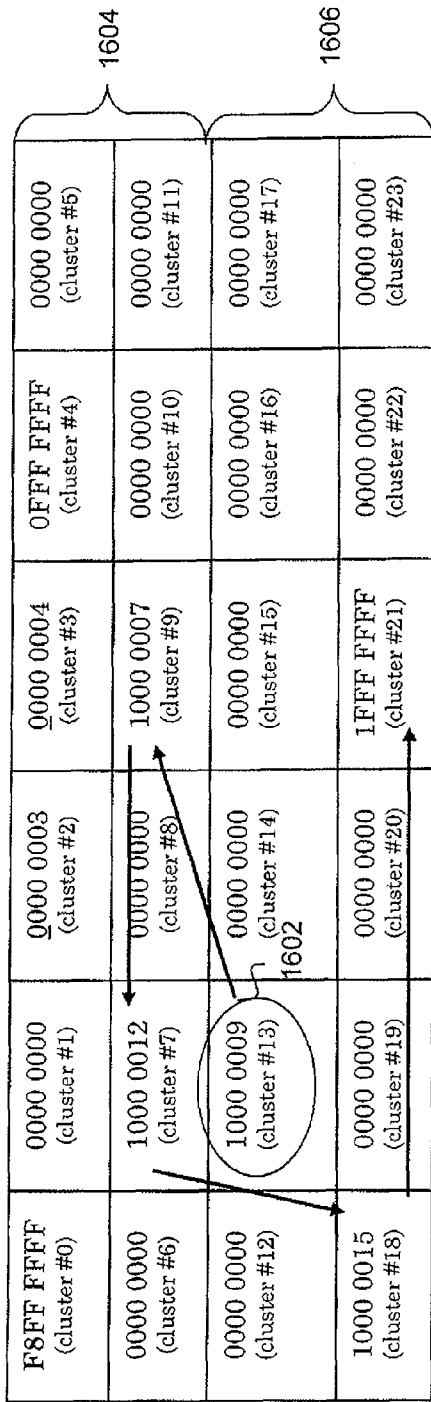 F8FF FFFF
(cluster #0)
0000 0000
(cluster #1)
0000 0003
(cluster #2)
0000 0004
(cluster #3)
0FFF FFFF
(cluster #4)
0000 0000
(cluster #5)
0000 0000
(cluster #6)
1000 0012
(cluster #7)
0000 0000
(cluster #8)
1000 0007
(cluster #9)
0000 0000
(cluster #10)
0000 0000
(cluster #11)
1604
0000 0000
(cluster #12)
1000 0009
(cluster #13)
1602
0000 0000
(cluster #14)
0000 0000
(cluster #15)
0000 0000
(cluster #16)
0000 0000
(cluster #17)
1000 0015
(cluster #18)
0000 0000
(cluster #19)
0000 0000
(cluster #20)
1FFF FFFF
(cluster #21)
0000 0000
(cluster #22)
0000 0000
(cluster #23)
1606